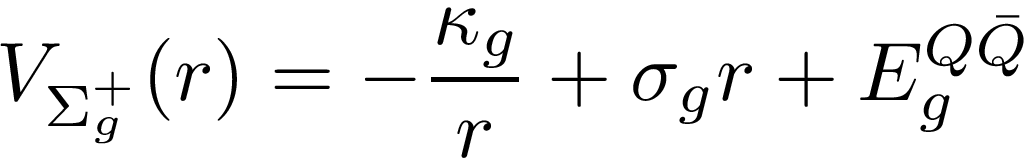 V_{\Sigma_g^+}(r) = -\frac{\kappa_g}{r} + \sigma_g r + E_g^{Q\bar{Q}}